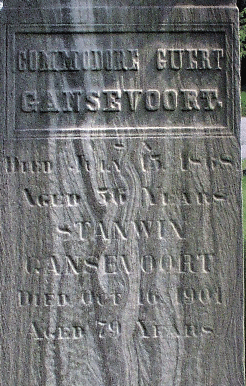 COMMODORE GUERT
GANSEVOORT.
U S N
DIED JULY 15, 1868
AGED 56 YEARS
STANWIX
GANSEVOORT
DIED OCT 16, 1901
AGED 79 YEARS